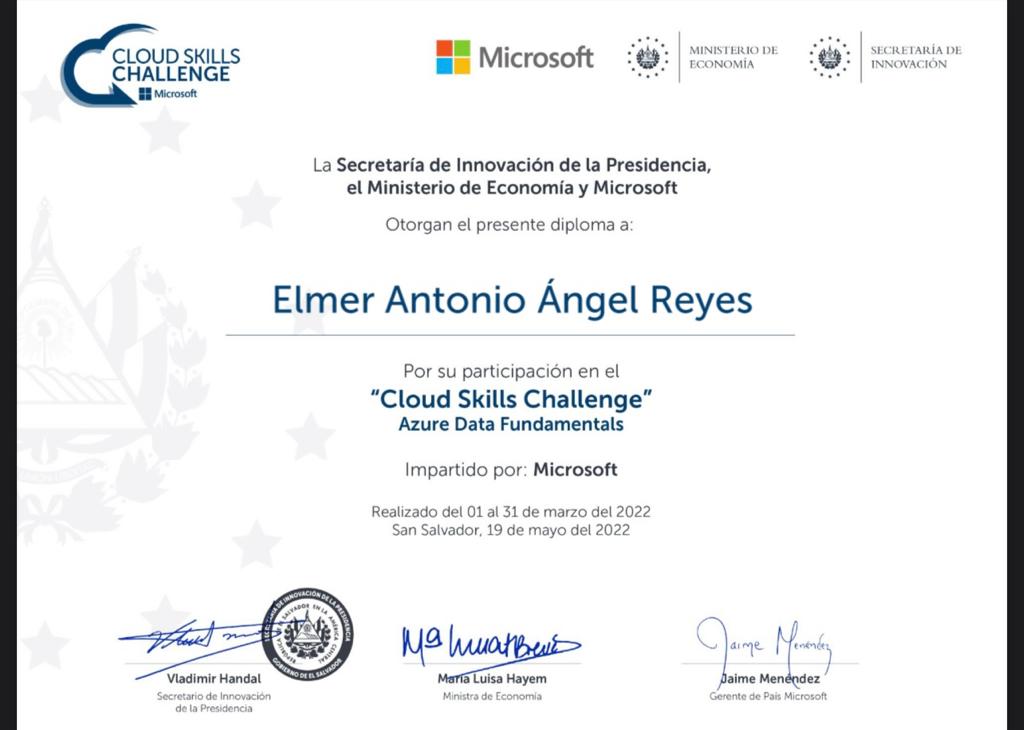 CLOUD SKILLS
CHALLENGE
Microsoft
Microsoft
MINISTERIO DE
ECONOMÍA
SECRETARÍA DE
INNOVACIÓN
La Secretaría de Innovación de la Presidencia,
el Ministerio de Economía y Microsoft
Otorgan el presente diploma a:
Elmer Antonio Ángel Reyes
Por su participación en el
“Cloud Skills Challenge”
Azure Data Fundamentals
Impartido por: Microsoft
Realizado del 01 al 31 de marzo del 2022
San Salvador, 19 de mayo del 2022
SECRETARÍA DE INNOVACIÓN DE LA PRESIDENCIA
GOBIERNO DE EL SALVADOR
REPÚBLICA DE EL SALVADOR EN LA AMÉRICA CENTRAL
Jaime Menéndez
Vladimir Handal
Secretario de Innovación
de la Presidencia
María Luisa Hayem
Ministra de Economía
Jaime Menéndez
Gerente de País Microsoft